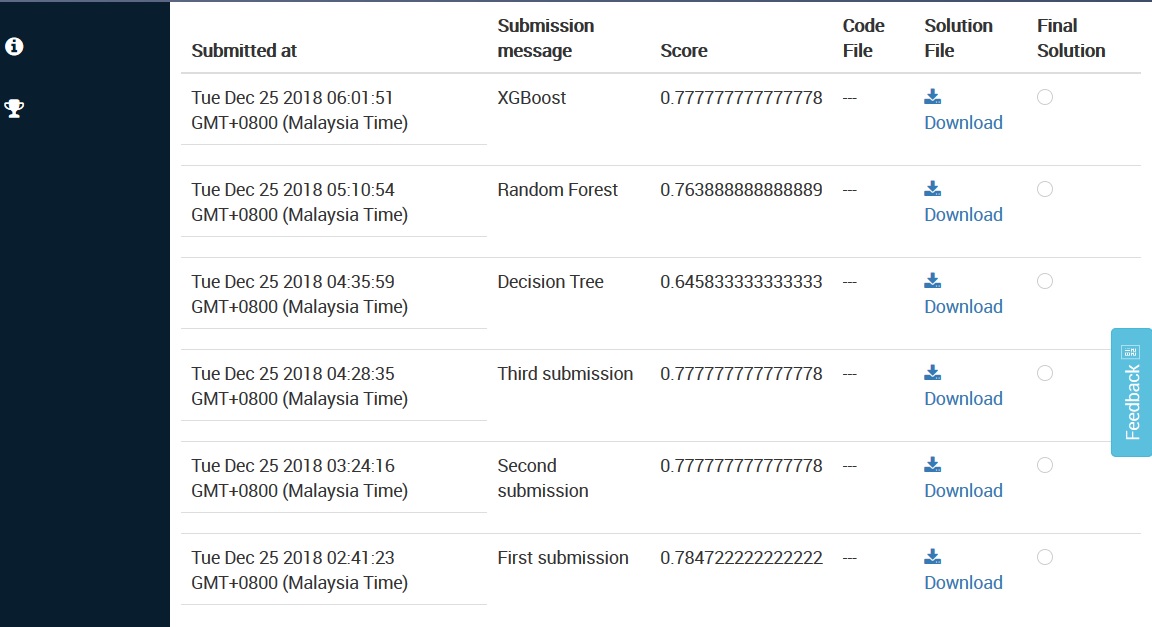 Submitted at
Submission message
Score
Code File
Solution File
Final Solution
Tue Dec 25 2018 06:01:51
GMT+0800 (Malaysia Time)
XGBoost
0.777777777777778
---
Download
Tue Dec 25 2018 05:10:54
GMT+0800 (Malaysia Time)
Random Forest
0.763888888888889
---
Download
Tue Dec 25 2018 04:35:59
GMT+0800 (Malaysia Time)
Decision Tree
0.645833333333333
---
Download
Tue Dec 25 2018 04:28:35
GMT+0800 (Malaysia Time)
Third submission
0.777777777777778
---
Download
Tue Dec 25 2018 03:24:16
GMT+0800 (Malaysia Time)
Second
submission
0.777777777777778
---
Download
Tue Dec 25 2018 02:41:23
GMT+0800 (Malaysia Time)
First submission
0.784722222222222
---
Download
Feedback